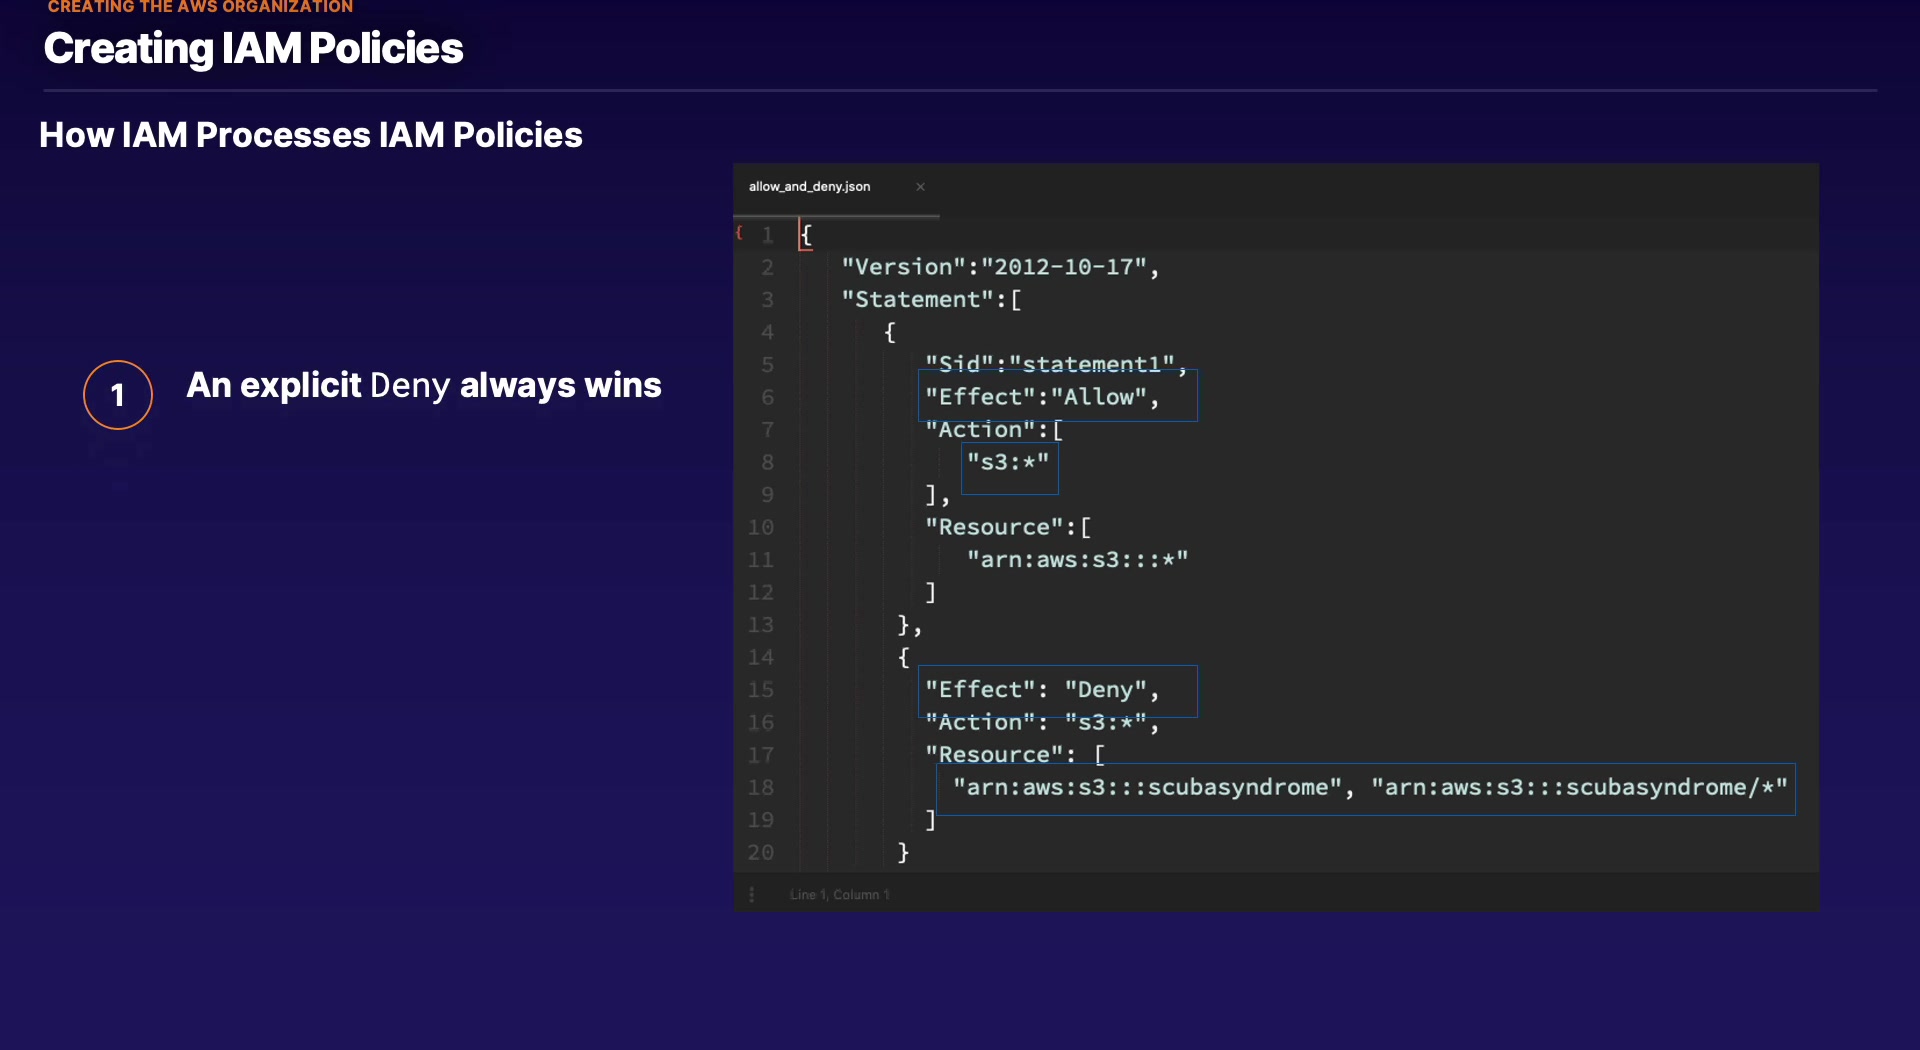 CREATING THE AWS ORGANIZATION
Creating IAM Policies
How IAM Processes IAM Policies
1
An explicit Deny always wins
allow_and_deny.json ×
{ 1 {
2 "Version":"2012-10-17",
3 "Statement":[
4 {
5 "Sid":"statement1",
6 "Effect":"Allow",
7 "Action":[
8 "s3:*"
9 ],
10 "Resource":[
11 "arn:aws:s3:::*"
12 ]
13 },
14 {
15 "Effect": "Deny",
16 "Action": "s3:*",
17 "Resource": [
18 "arn:aws:s3:::scubasyndrome", "arn:aws:s3:::scubasyndrome/*"
19 ]
20 }
Line 1, Column 1